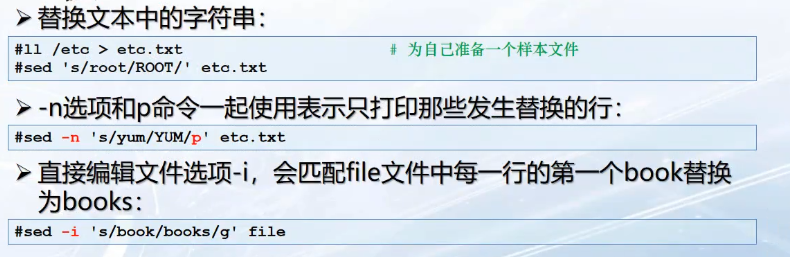 ➢ 替换文本中的字符串：
#ll /etc > etc.txt # 为自己准备一个样本文件
#sed 's/root/ROOT/' etc.txt
➢ -n选项和p命令一起使用表示只打印那些发生替换的行：
#sed -n 's/yum/YUM/p' etc.txt
➢ 直接编辑文件选项-i，会匹配file文件中每一行的第一个book替换
为books：
#sed -i 's/book/books/g' file